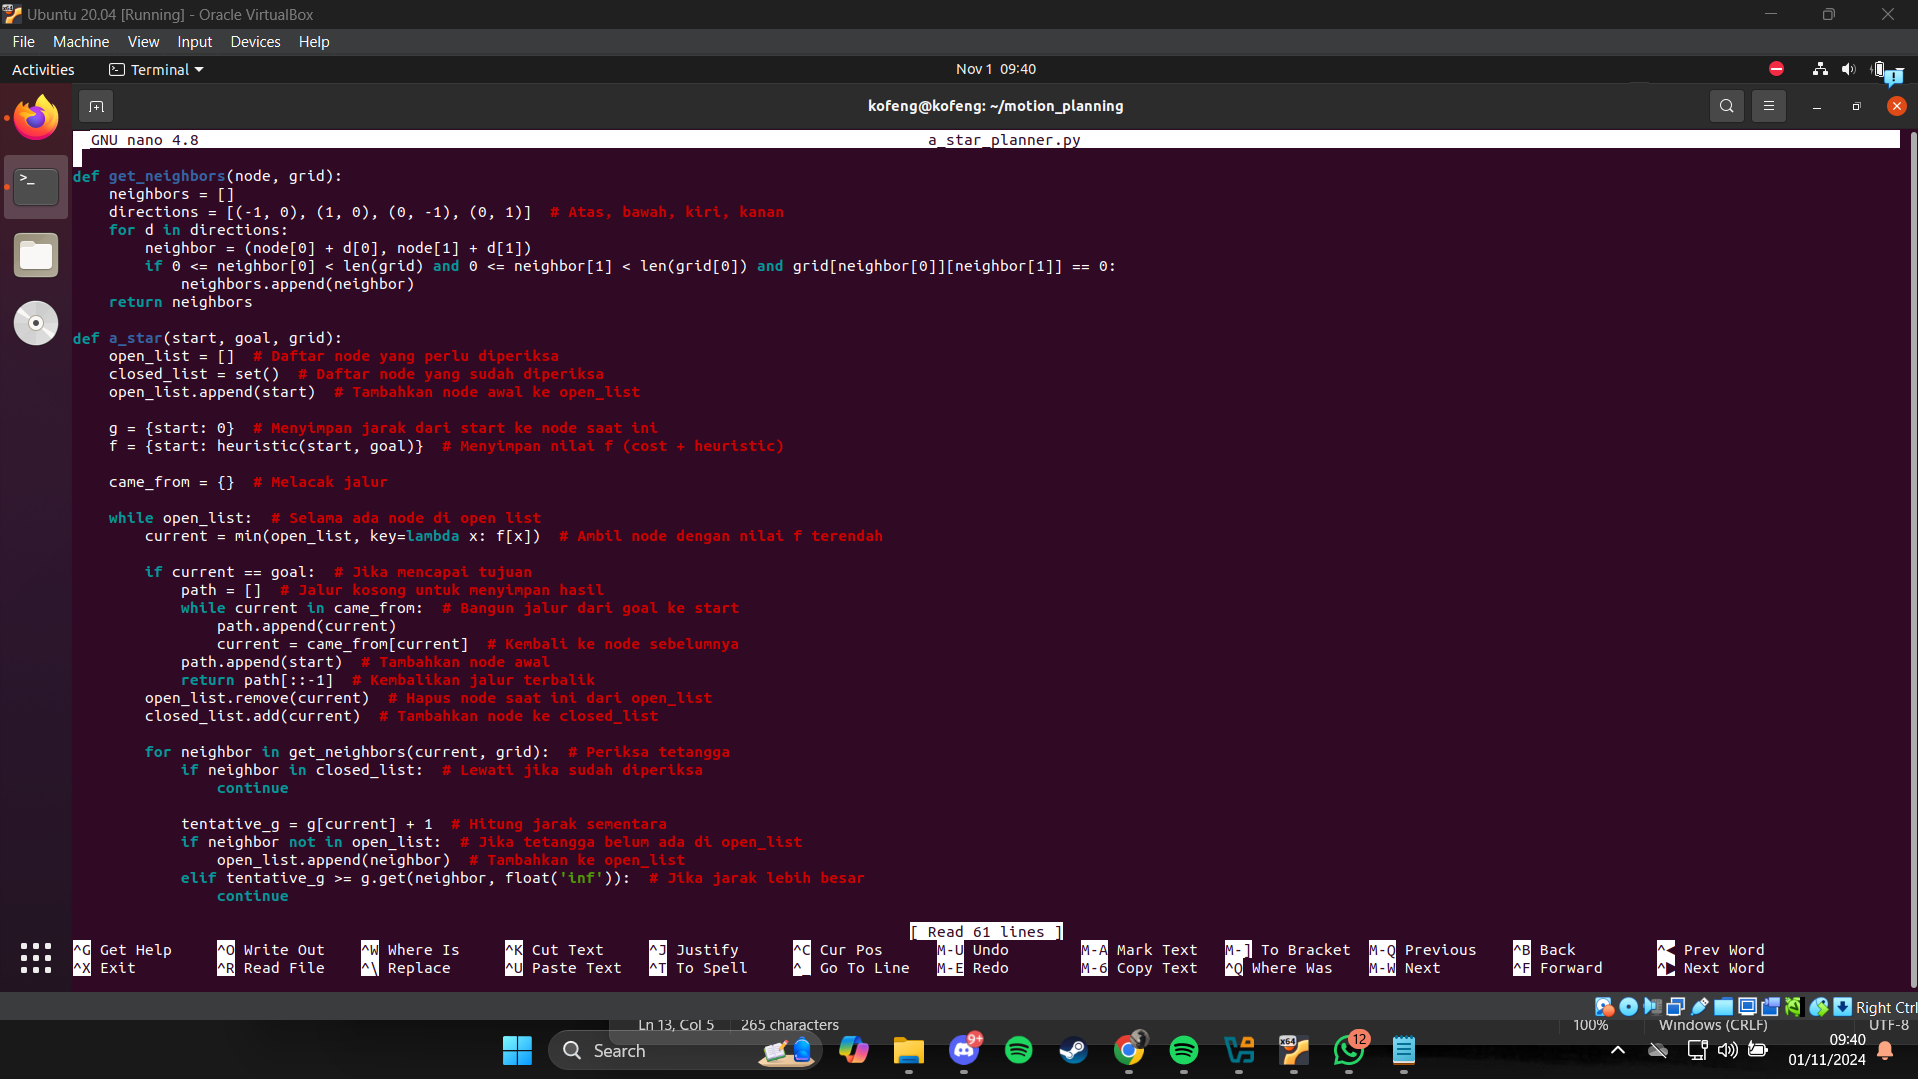 Ubuntu 20.04 [Running] - Oracle VirtualBox
File Machine View Input Devices Help
Activities Terminal Nov 1 09:40
kofeng@kofeng: ~/motion_planning
GNU nano 4.8 a_star_planner.py
def get_neighbors(node, grid):
    neighbors = []
    directions = [(-1, 0), (1, 0), (0, -1), (0, 1)]  # Atas, bawah, kiri, kanan
    for d in directions:
        neighbor = (node[0] + d[0], node[1] + d[1])
        if 0 <= neighbor[0] < len(grid) and 0 <= neighbor[1] < len(grid[0]) and grid[neighbor[0]][neighbor[1]] == 0:
            neighbors.append(neighbor)
    return neighbors
def a_star(start, goal, grid):
    open_list = []  # Daftar node yang perlu diperiksa
    closed_list = set()  # Daftar node yang sudah diperiksa
    open_list.append(start)  # Tambahkan node awal ke open_list
    g = {start: 0}  # Menyimpan jarak dari start ke node saat ini
    f = {start: heuristic(start, goal)}  # Menyimpan nilai f (cost + heuristic)
    came_from = {}  # Melacak jalur
    while open_list:  # Selama ada node di open list
        current = min(open_list, key=lambda x: f[x])  # Ambil node dengan nilai f terendah
        if current == goal:  # Jika mencapai tujuan
            path = []  # Jalur kosong untuk menyimpan hasil
            while current in came_from:  # Bangun jalur dari goal ke start
                path.append(current)
                current = came_from[current]  # Kembali ke node sebelumnya
            path.append(start)  # Tambahkan node awal
            return path[::-1]  # Kembalikan jalur terbalik
        open_list.remove(current)  # Hapus node saat ini dari open_list
        closed_list.add(current)  # Tambahkan node ke closed_list
        for neighbor in get_neighbors(current, grid):  # Periksa tetangga
            if neighbor in closed_list:  # Lewati jika sudah diperiksa
                continue
            tentative_g = g[current] + 1  # Hitung jarak sementara
            if neighbor not in open_list:  # Jika tetangga belum ada di open_list
                open_list.append(neighbor)  # Tambahkan ke open_list
            elif tentative_g >= g.get(neighbor, float('inf')):  # Jika jarak lebih besar
                continue
[ Read 61 lines ]
^G Get Help ^O Write Out ^W Where Is ^K Cut Text ^J Justify ^C Cur Pos M-U Undo M-A Mark Text M-] To Bracket M-Q Previous ^B Back ^◀ Prev Word
^X Exit ^R Read File ^\ Replace ^U Paste Text ^T To Spell ^_ Go To Line M-E Redo M-6 Copy Text ^Q Where Was M-W Next ^F Forward ^▶ Next Word
Right Ctrl
Ln 13, Col 5 265 characters 100% Windows (CRLF) UTF-8
Search 9+ x64 12 09:40
01/11/2024